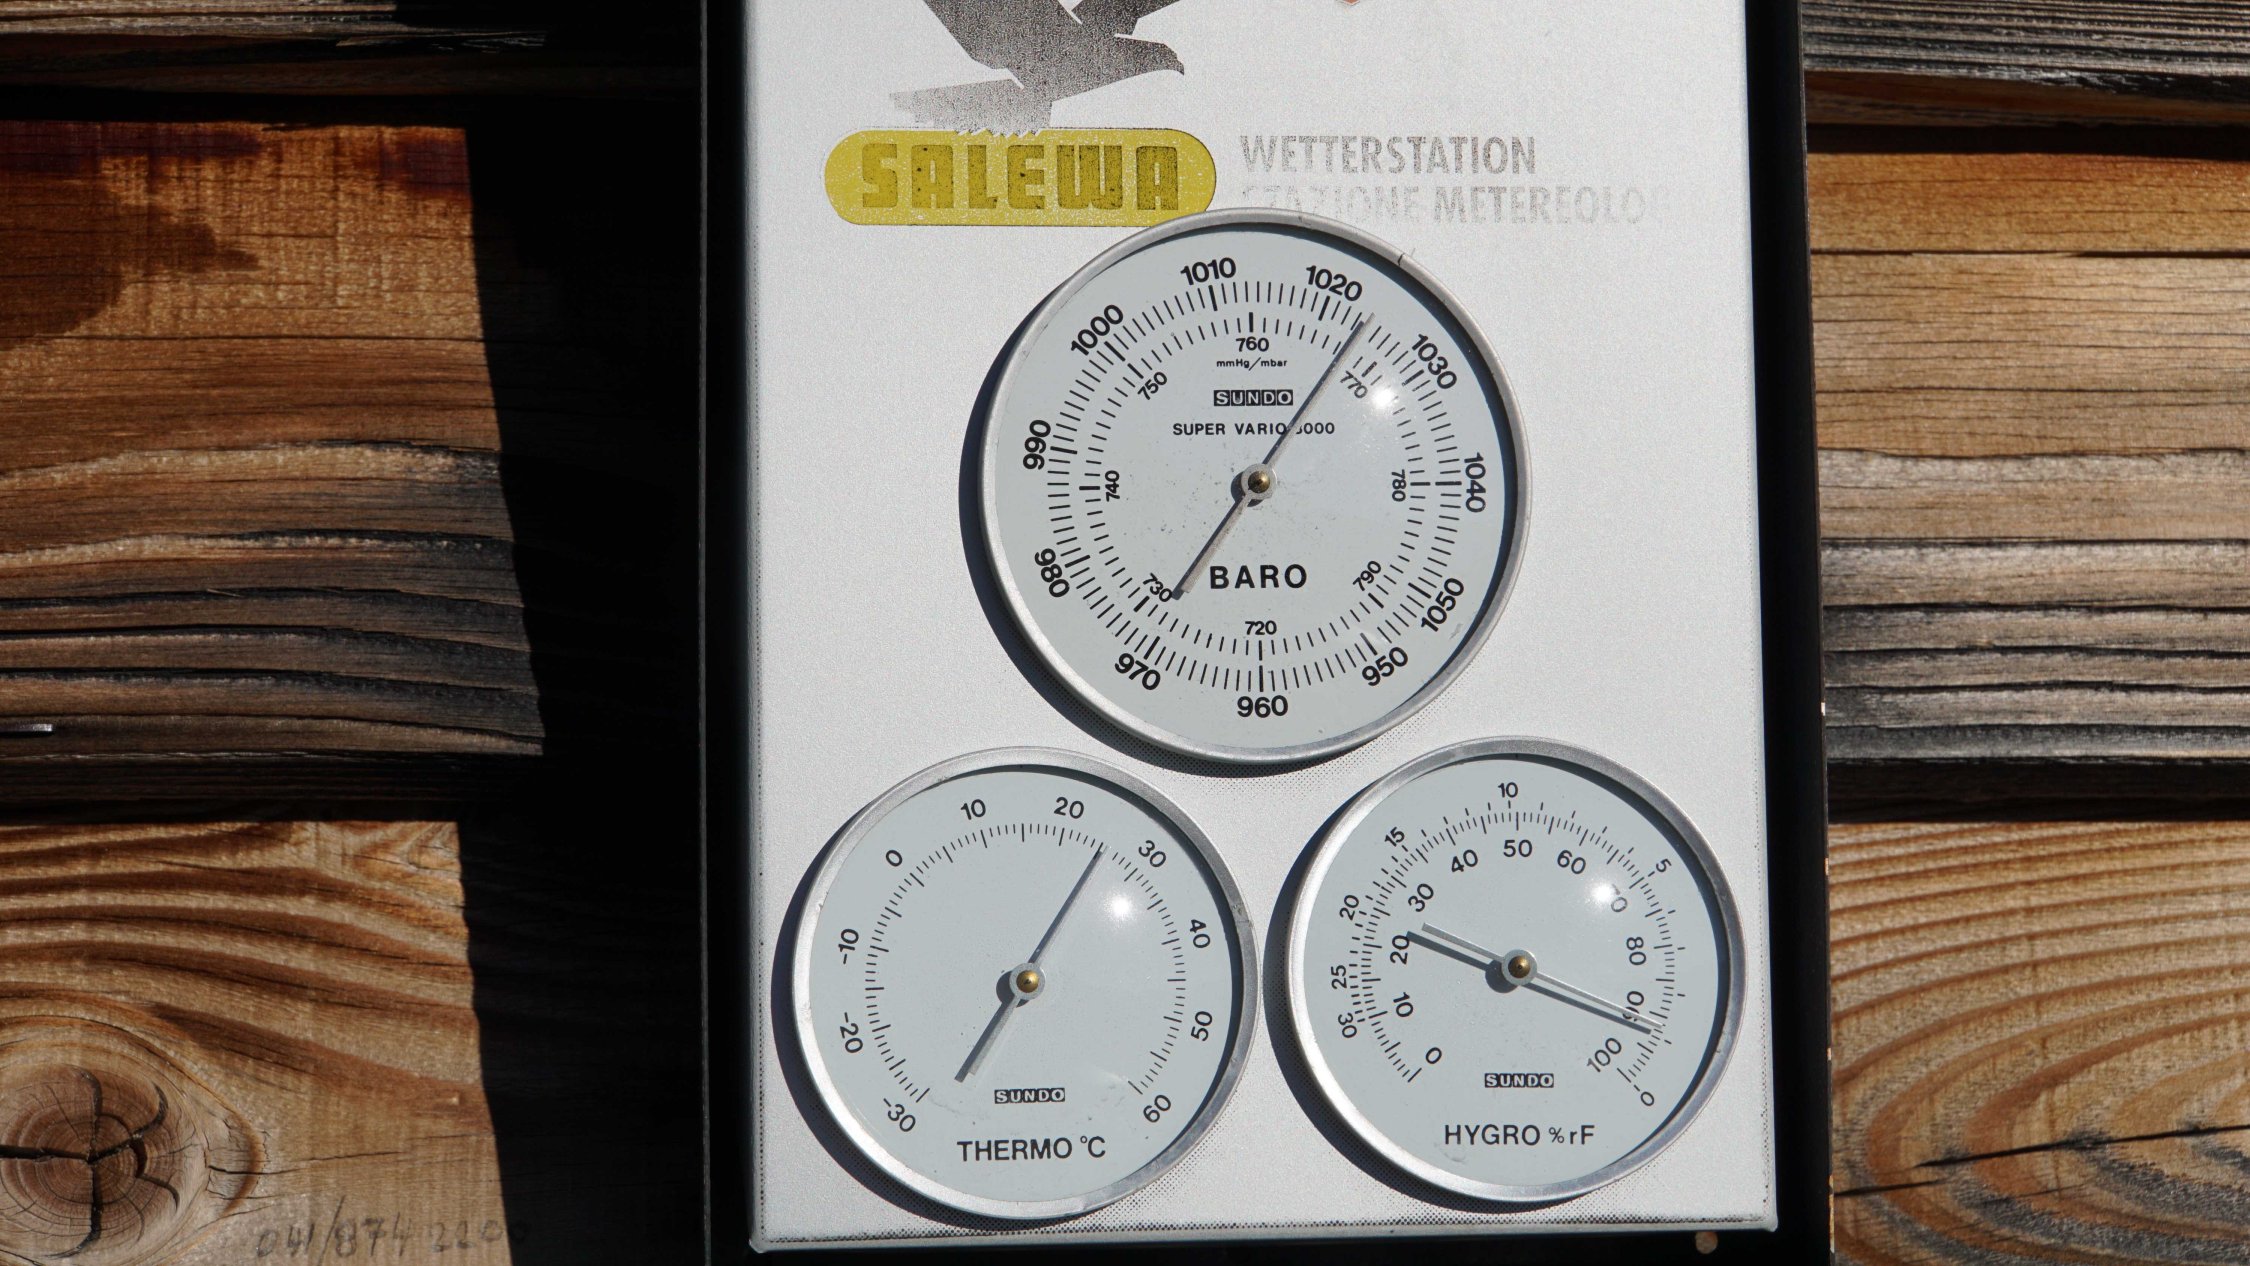 SALEWA
WETTERSTATION
STAZIONE METEREOLO
1010 1020
1000 1030
990 1040
980 1050
970 960 950
760
mmHg/mbar
750 770
740 780
730 790
720
SUNDO
SUPER VARIO
BARO
10 20
0 30
-10 40
-20 50
-30 60
SUNDO
THERMO °C
10
15 5
20
25
30
0
40 50 60
30 70
20 80
10 90
0 100
SUNDO
HYGRO %rF